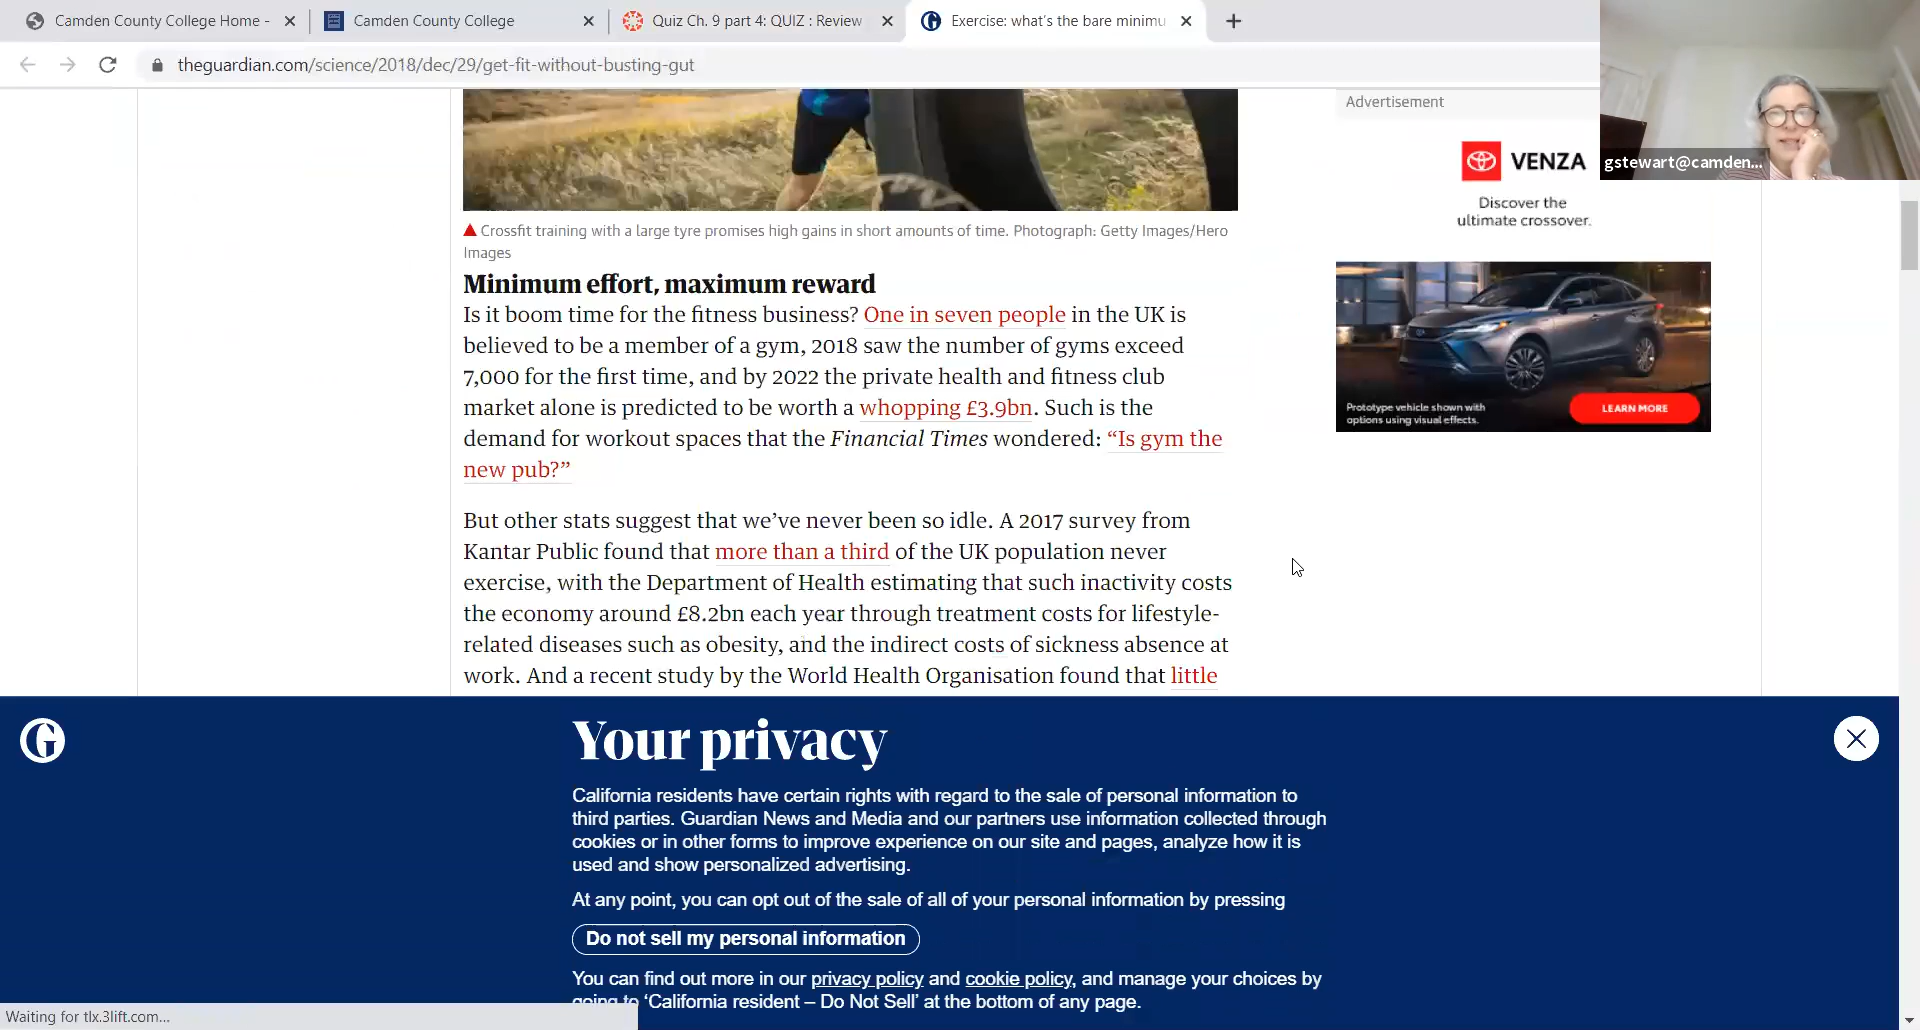 Camden County College Home -
Camden County College
Quiz Ch. 9 part 4: QUIZ : Review
Exercise: what's the bare minimu
theguardian.com/science/2018/dec/29/get-fit-without-busting-gut
gstewart@camden...
Advertisement
VENZA
Discover the
ultimate crossover.
Prototype vehicle shown with
options using visual effects.
LEARN MORE
Crossfit training with a large tyre promises high gains in short amounts of time. Photograph: Getty Images/Hero
Images
Minimum effort, maximum reward
Is it boom time for the fitness business? One in seven people in the UK is
believed to be a member of a gym, 2018 saw the number of gyms exceed
7,000 for the first time, and by 2022 the private health and fitness club
market alone is predicted to be worth a whopping £3.9bn. Such is the
demand for workout spaces that the Financial Times wondered: “Is gym the
new pub?”
But other stats suggest that we’ve never been so idle. A 2017 survey from
Kantar Public found that more than a third of the UK population never
exercise, with the Department of Health estimating that such inactivity costs
the economy around £8.2bn each year through treatment costs for lifestyle-
related diseases such as obesity, and the indirect costs of sickness absence at
work. And a recent study by the World Health Organisation found that little
Your privacy
California residents have certain rights with regard to the sale of personal information to
third parties. Guardian News and Media and our partners use information collected through
cookies or in other forms to improve experience on our site and pages, analyze how it is
used and show personalized advertising.
At any point, you can opt out of the sale of all of your personal information by pressing
Do not sell my personal information
You can find out more in our privacy policy and cookie policy, and manage your choices by
going to ‘California resident – Do Not Sell’ at the bottom of any page.
Waiting for tlx.3lift.com...